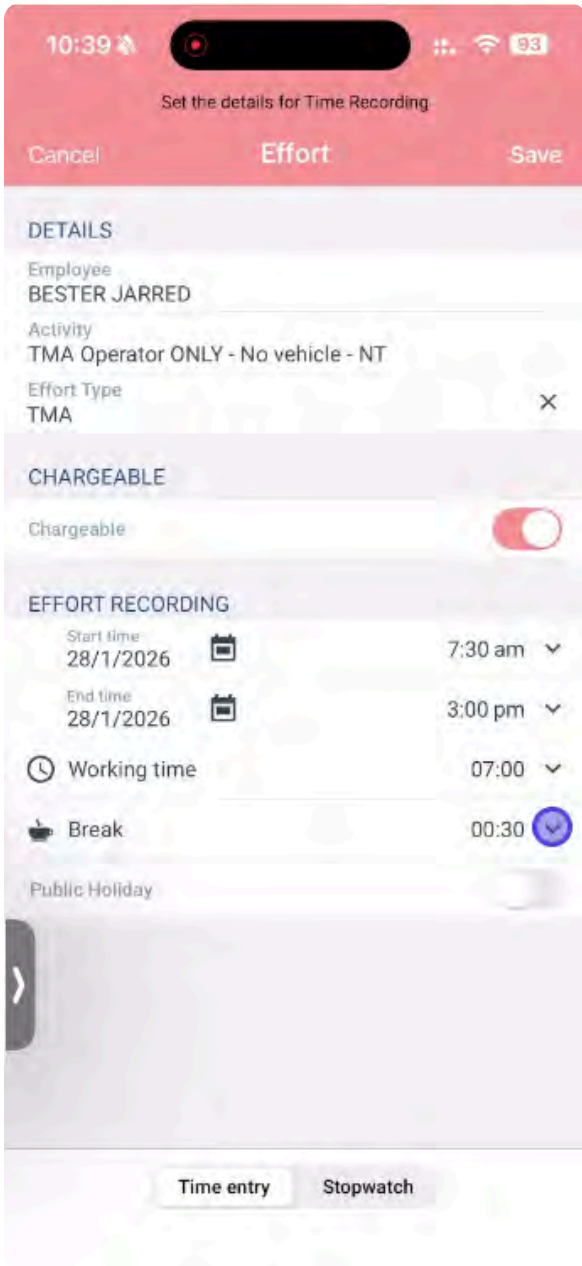 10:39
93
Set the details for Time Recording
Cancel Effort Save
DETAILS
Employee
BESTER JARRED
Activity
TMA Operator ONLY - No vehicle - NT
Effort Type
TMA
CHARGEABLE
Chargeable
EFFORT RECORDING
Start time
28/1/2026 7:30 am
End time
28/1/2026 3:00 pm
Working time 07:00
Break 00:30
Public Holiday
Time entry Stopwatch